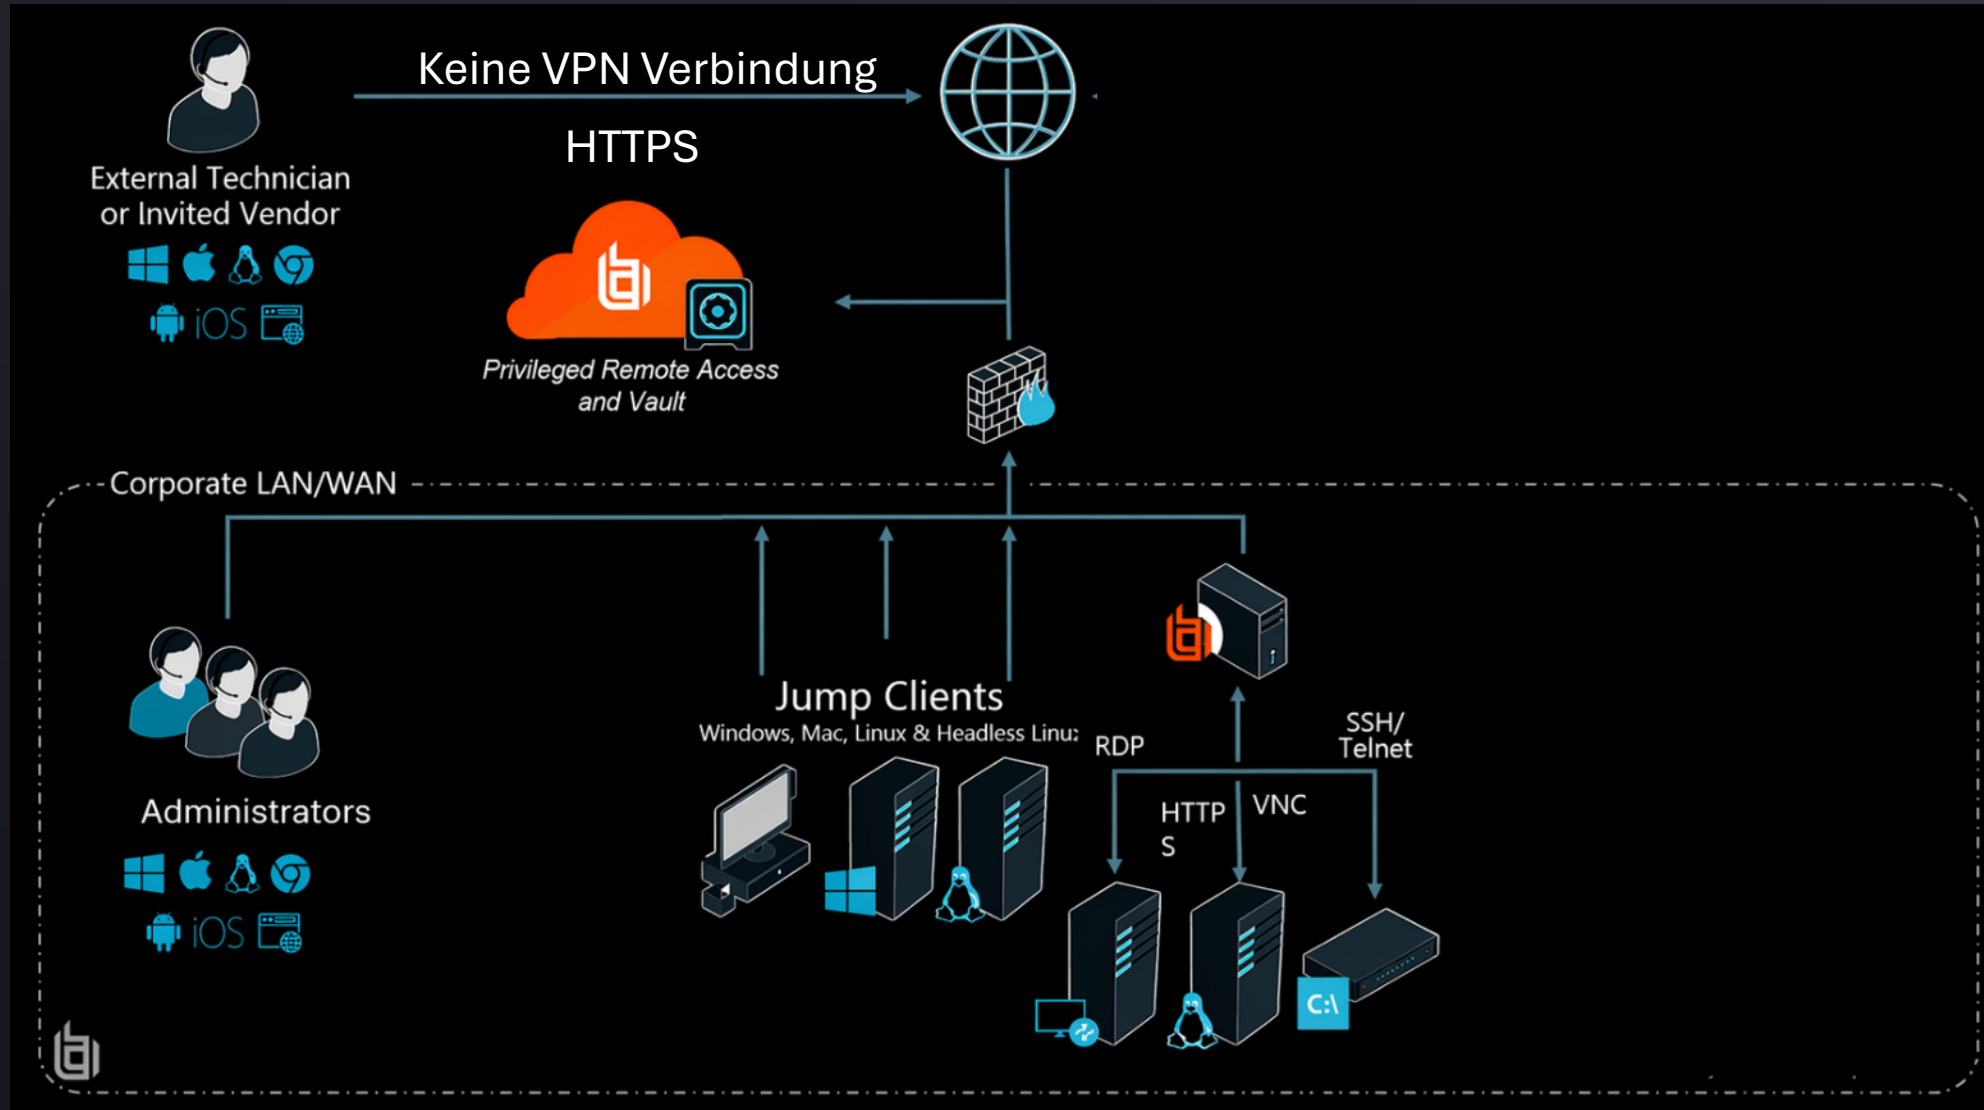 Keine VPN Verbindung
HTTPS
External Technician
or Invited Vendor
iOS
Privileged Remote Access
and Vault
Corporate LAN/WAN
Jump Clients
Windows, Mac, Linux & Headless Linu
RDP
SSH/
Telnet
HTTP
S
VNC
Administrators
iOS
C:\